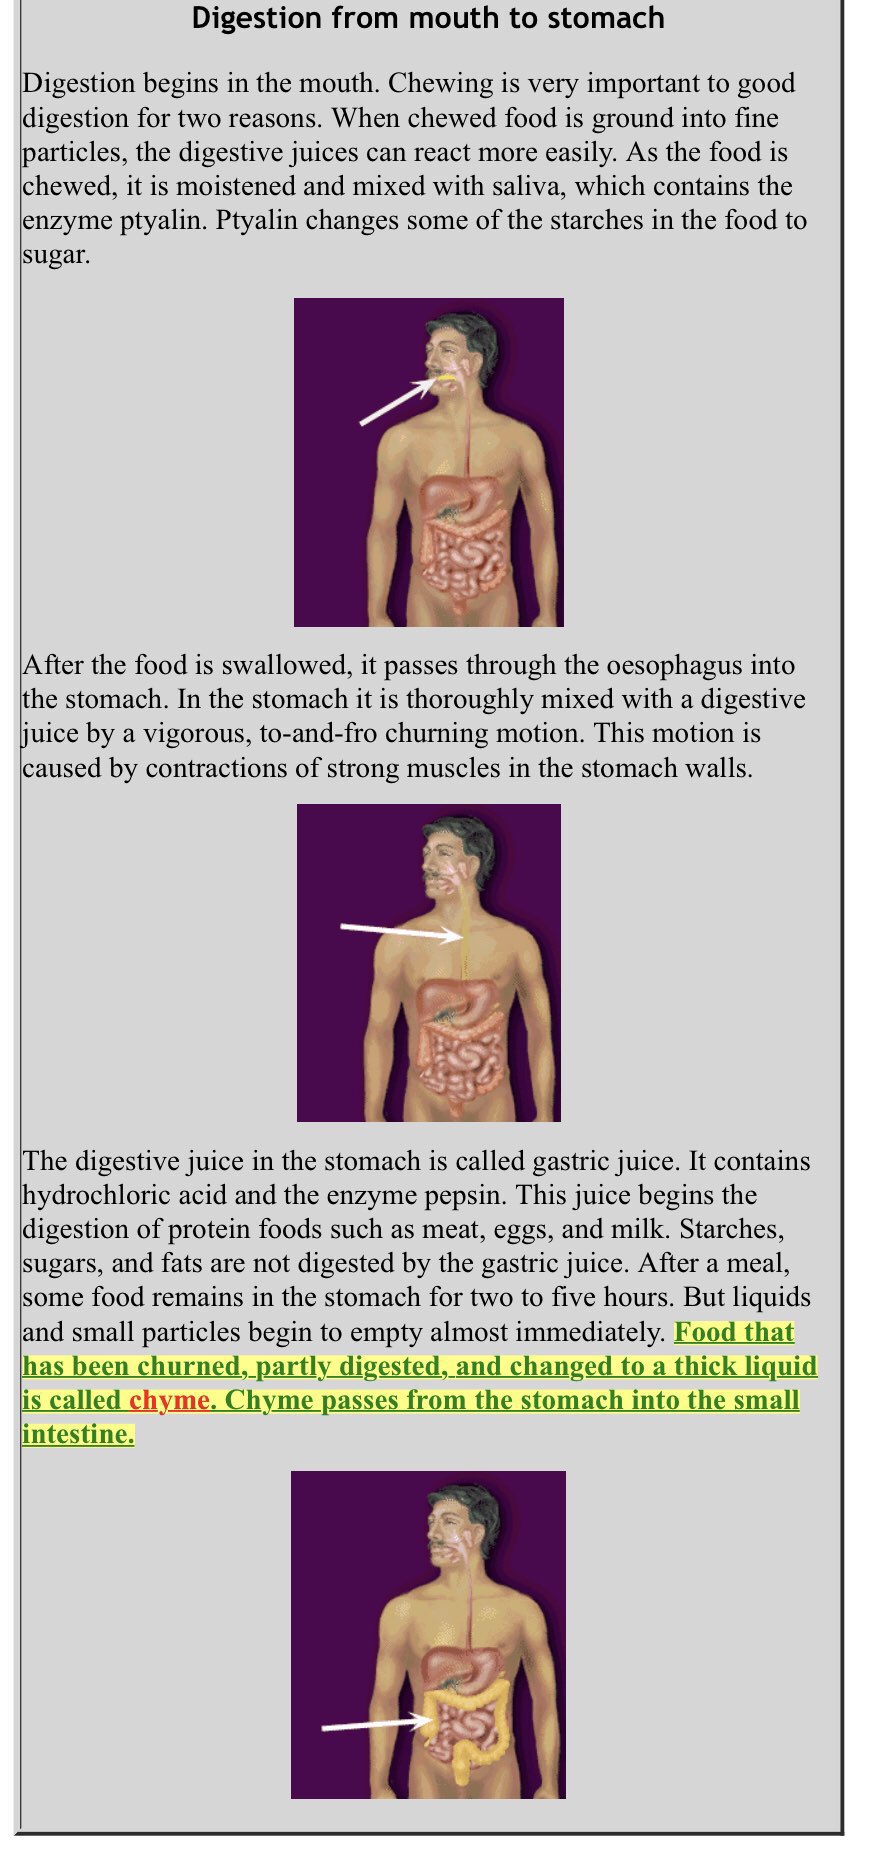 Digestion from mouth to stomach
Digestion begins in the mouth. Chewing is very important to good
digestion for two reasons. When chewed food is ground into fine
particles, the digestive juices can react more easily. As the food is
chewed, it is moistened and mixed with saliva, which contains the
enzyme ptyalin. Ptyalin changes some of the starches in the food to
sugar.
After the food is swallowed, it passes through the oesophagus into
the stomach. In the stomach it is thoroughly mixed with a digestive
juice by a vigorous, to-and-fro churning motion. This motion is
caused by contractions of strong muscles in the stomach walls.
The digestive juice in the stomach is called gastric juice. It contains
hydrochloric acid and the enzyme pepsin. This juice begins the
digestion of protein foods such as meat, eggs, and milk. Starches,
sugars, and fats are not digested by the gastric juice. After a meal,
some food remains in the stomach for two to five hours. But liquids
and small particles begin to empty almost immediately. Food that
has been churned, partly digested, and changed to a thick liquid
is called chyme. Chyme passes from the stomach into the small
intestine.